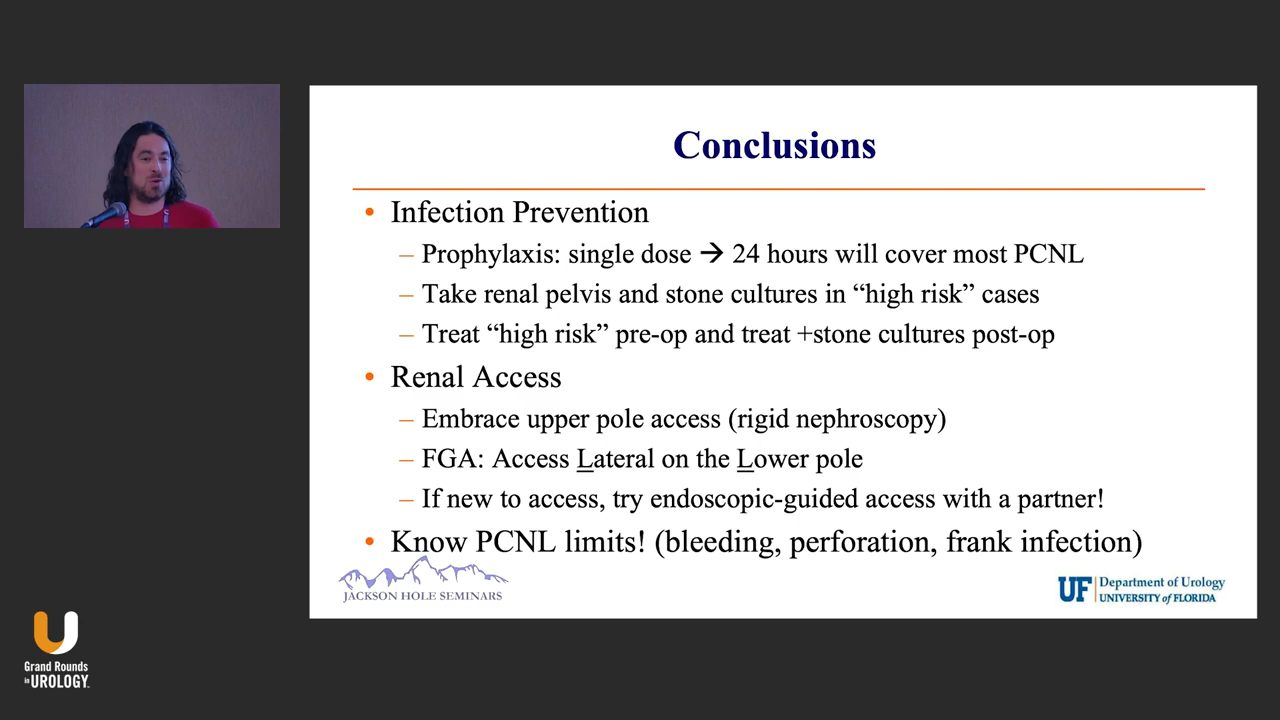 Conclusions
• Infection Prevention
– Prophylaxis: single dose → 24 hours will cover most PCNL
– Take renal pelvis and stone cultures in “high risk” cases
– Treat “high risk” pre-op and treat +stone cultures post-op
• Renal Access
– Embrace upper pole access (rigid nephroscopy)
– FGA: Access Lateral on the Lower pole
– If new to access, try endoscopic-guided access with a partner!
• Know PCNL limits! (bleeding, perforation, frank infection)
JACKSON HOLE SEMINARS
UF Department of Urology
UNIVERSITY of FLORIDA
Grand Rounds
in UROLOGY